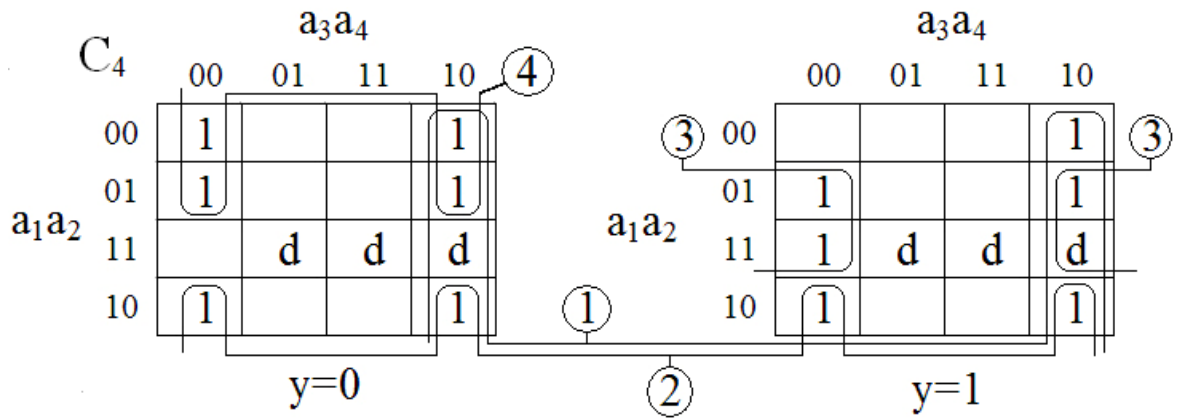 a₃a₄ a₃a₄
C₄ 00 01 11 10 ④ 00 01 11 10
00 1 1 00 1
③ ③
01 1 1 01 1 1
a₁a₂ a₁a₂
11 d d d 11 1 d d d
10 1 1 ① 10 1 1
y=0 ② y=1